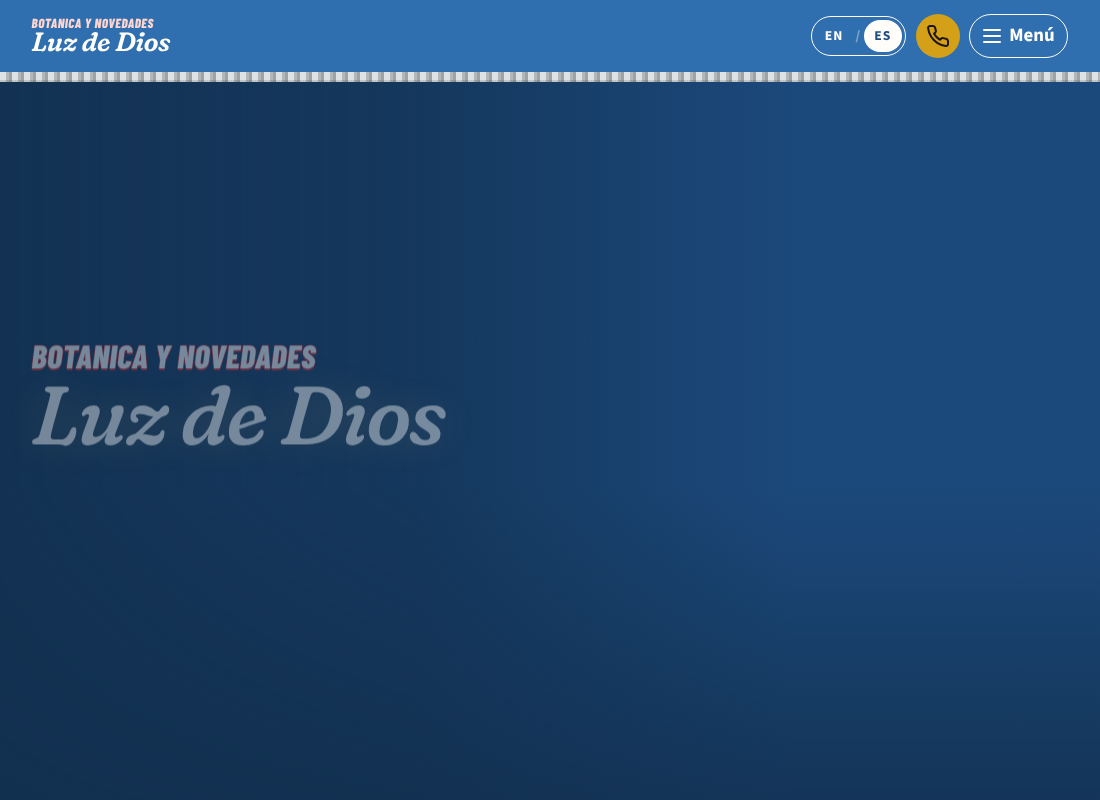 BOTANICA Y NOVEDADES
Luz de Dios
EN / ES
Menú
BOTANICA Y NOVEDADES
Luz de Dios